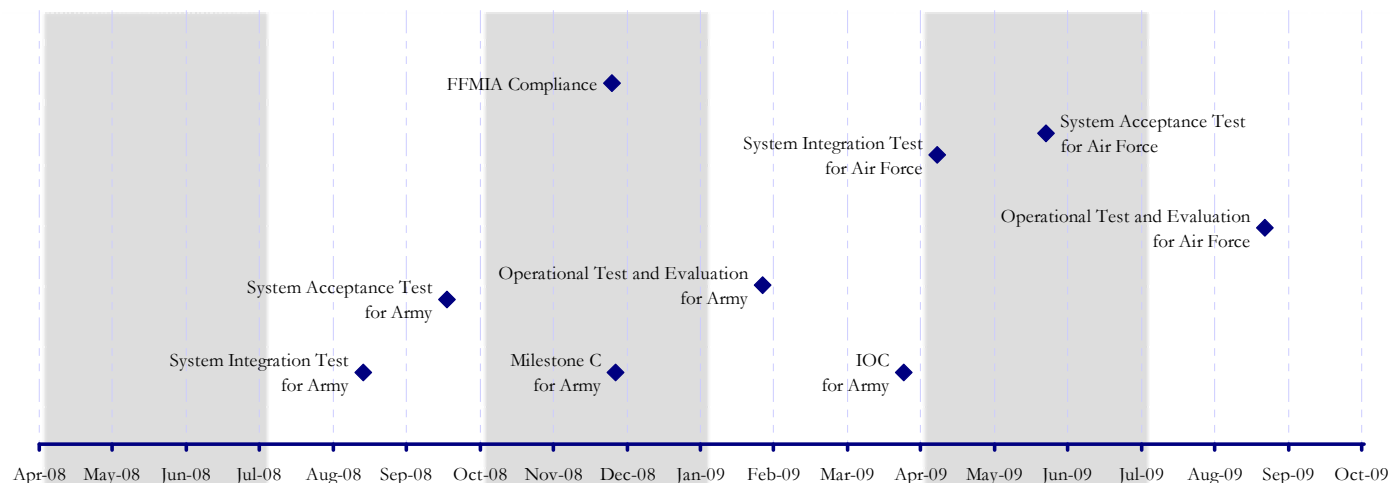 FFMIA Compliance
System Acceptance Test
for Air Force
System Integration Test
for Air Force
Operational Test and Evaluation
for Air Force
Operational Test and Evaluation
for Army
System Acceptance Test
for Army
System Integration Test
for Army
Milestone C
for Army
IOC
for Army
Apr-08 May-08 Jun-08 Jul-08 Aug-08 Sep-08 Oct-08 Nov-08 Dec-08 Jan-09 Feb-09 Mar-09 Apr-09 May-09 Jun-09 Jul-09 Aug-09 Sep-09 Oct-09